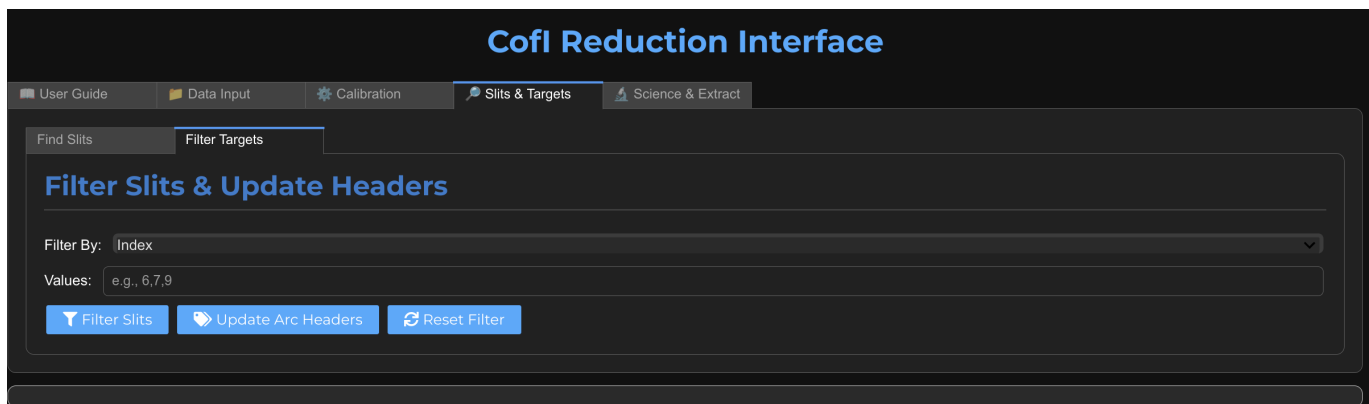 CofI Reduction Interface
User Guide
Data Input
Calibration
Slits & Targets
Science & Extract
Find Slits
Filter Targets
Filter Slits & Update Headers
Filter By: Index
Values: e.g., 6,7,9
Filter Slits
Update Arc Headers
Reset Filter